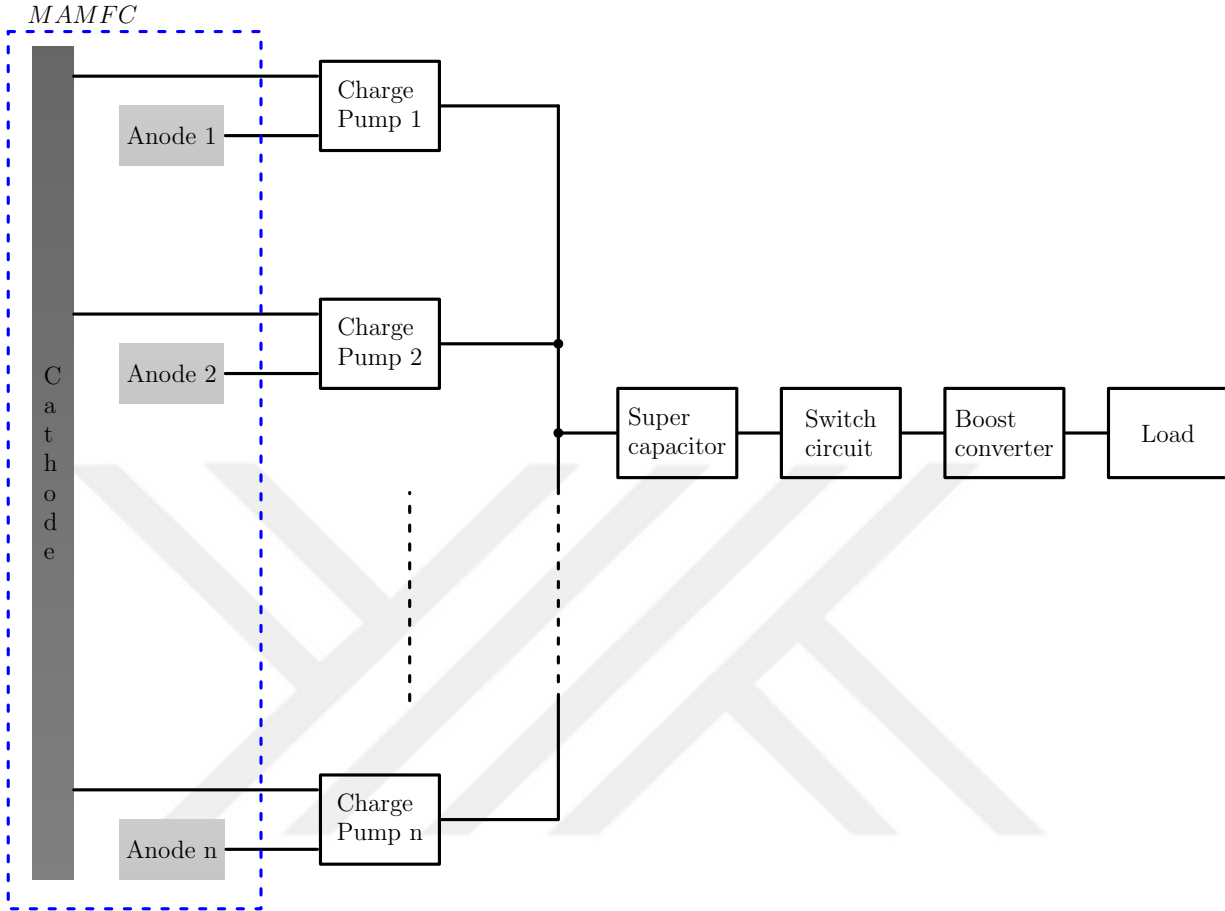 MAMFC
Charge
Pump 1
Anode 1
Charge
Pump 2
Anode 2
C
a
t
h
o
d
e
Super
capacitor
Switch
circuit
Boost
converter
Load
Charge
Pump n
Anode n